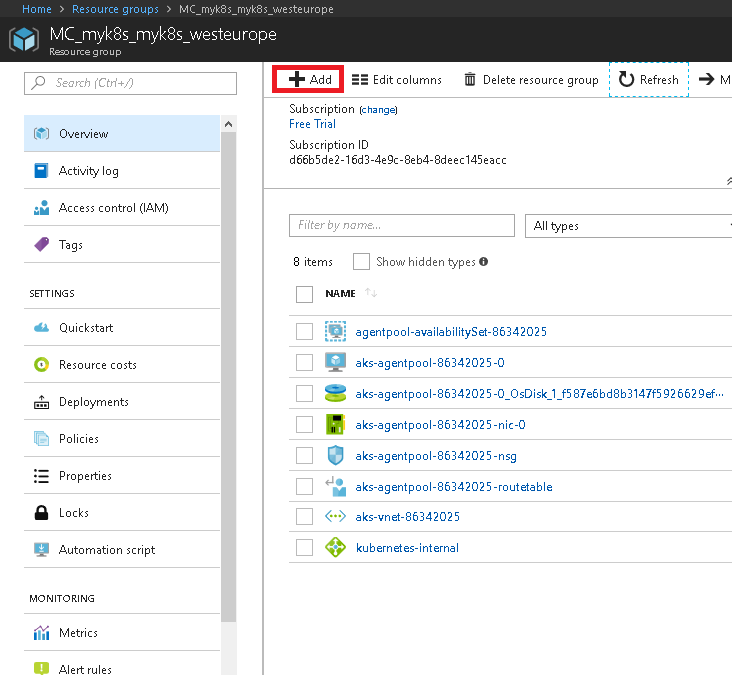 Home > Resource groups > MC_myk8s_myk8s_westeurope
MC_myk8s_myk8s_westeurope
Resource group
Search (Ctrl+/)
Overview
Activity log
Access control (IAM)
Tags
SETTINGS
Quickstart
Resource costs
Deployments
Policies
Properties
Locks
Automation script
MONITORING
Metrics
Alert rules
Add
Edit columns
Delete resource group
Refresh
M
Subscription (change)
Free Trial
Subscription ID
d66b5de2-16d3-4e9c-8eb4-8deec145eacc
Filter by name...
All types
8 items
Show hidden types
NAME
agentpool-availabilitySet-86342025
aks-agentpool-86342025-0
aks-agentpool-86342025-0_OsDisk_1_f587e6bd8b3147f5926629ef···
aks-agentpool-86342025-nic-0
aks-agentpool-86342025-nsg
aks-agentpool-86342025-routetable
aks-vnet-86342025
kubernetes-internal